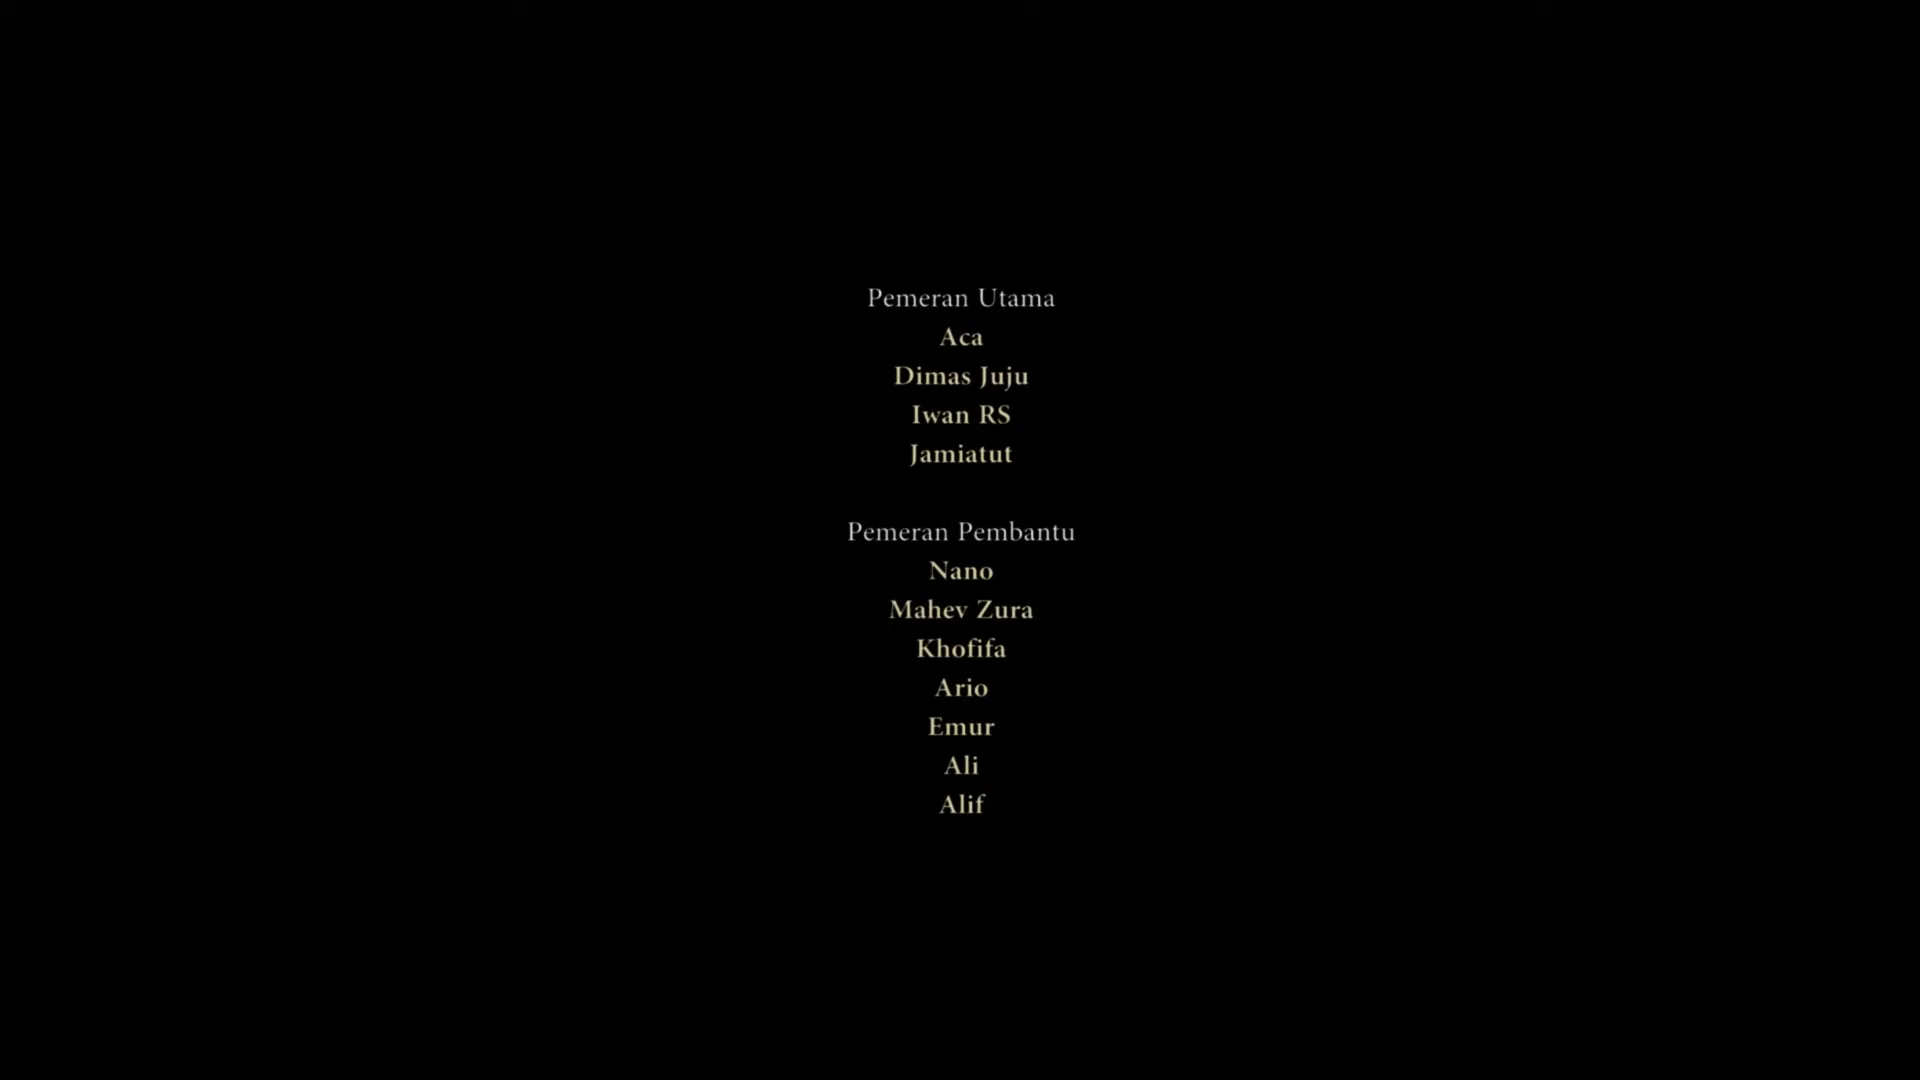 Pemeran Utama
Aca
Dimas Juju
Iwan RS
Jamiatut
Pemeran Pembantu
Nano
Mahev Zura
Khofifa
Ario
Emur
Ali
Alif